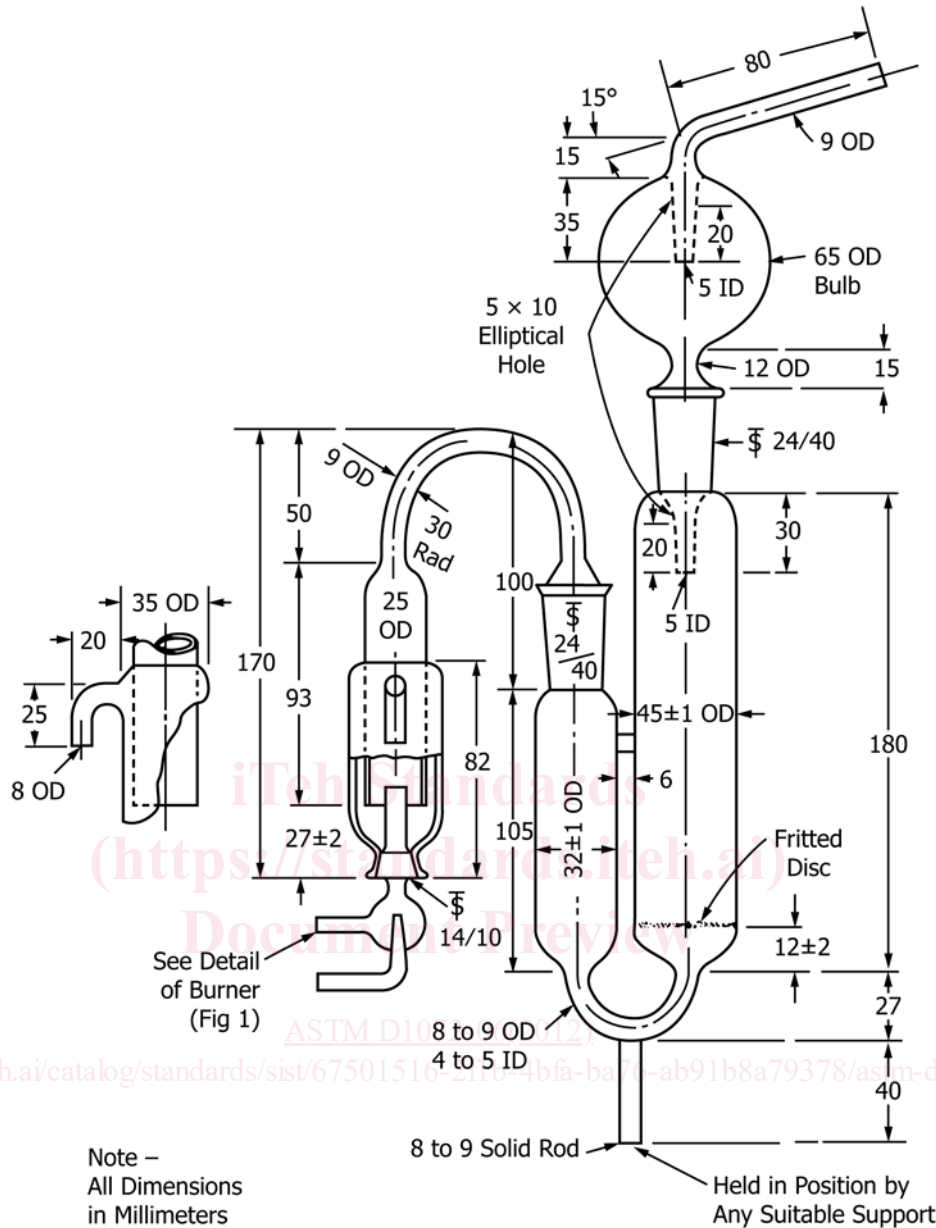 80
15°
15
9 OD
35
20
65 OD
Bulb
5 ID
5 × 10
Elliptical
Hole
12 OD
15
$ 24/40
9 OD
50
30
Rad
20
30
100
35 OD
25
OD
$
24
40
5 ID
20
170
93
25
45±1 OD
82
180
8 OD
6
iTeh Standards
27±2
105
32±1 OD
Fritted
Disc
(https://standards.iteh.ai)
$
14/10
Document Preview
12±2
See Detail
of Burner
(Fig 1)
8 to 9 OD
4 to 5 ID
27
h.ai/catalog/standards/sist/67501516-
40
8 to 9 Solid Rod
Note –
All Dimensions
in Millimeters
Held in Position by
Any Suitable Support